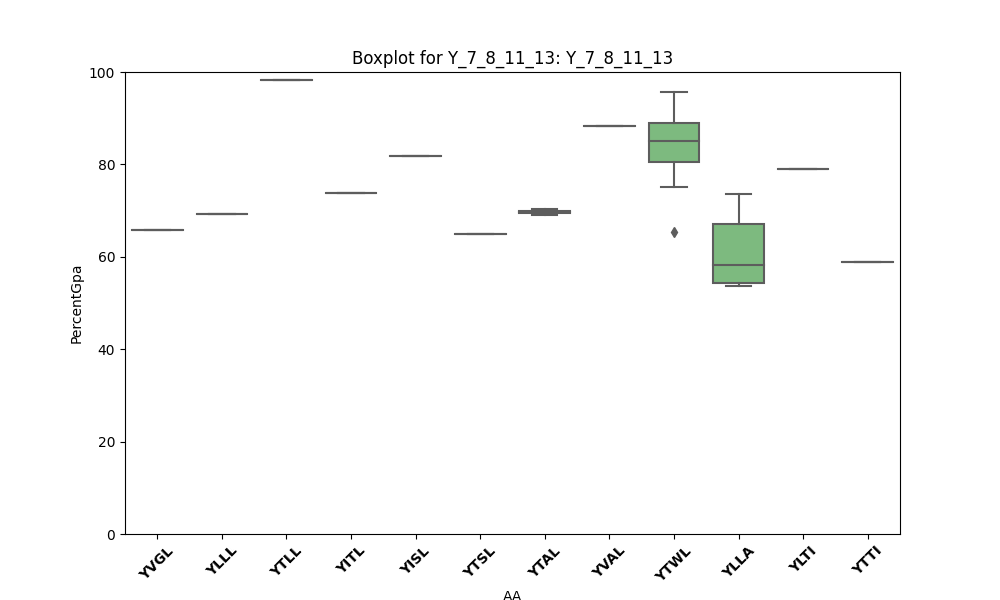 Boxplot for Y_7_8_11_13: Y_7_8_11_13
100
80
60
40
20
0
PercentGpa
YVGL YLLL YTLL YITL YISL YTSL YTAL YVAL YTWL YLLA YLTI YTTI
AA